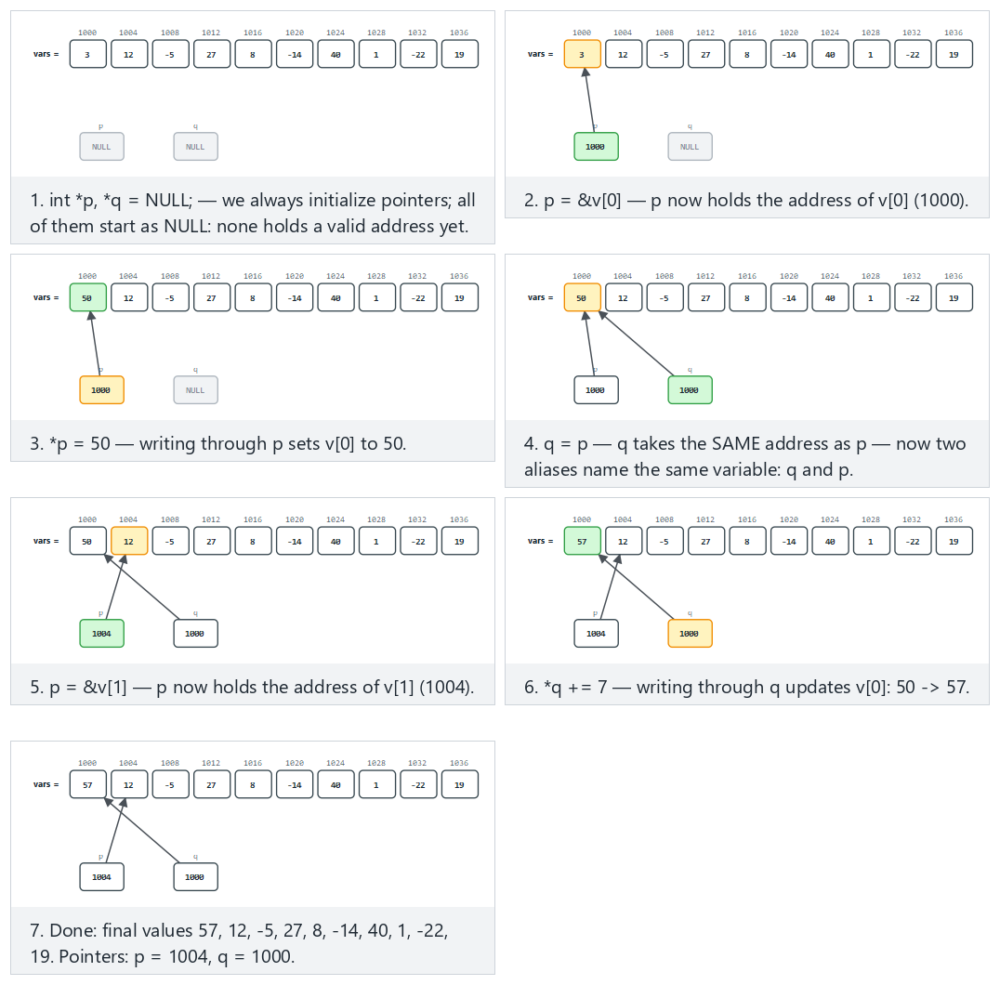 1000 1004 1008 1012 1016 1020 1024 1028 1032 1036
vars = 3 12 -5 27 8 -14 40 1 -22 19
p q
NULL NULL
1. int *p, *q = NULL; — we always initialize pointers; all
of them start as NULL: none holds a valid address yet.
1000 1004 1008 1012 1016 1020 1024 1028 1032 1036
vars = 3 12 -5 27 8 -14 40 1 -22 19
p q
1000 NULL
2. p = &v[0] — p now holds the address of v[0] (1000).
1000 1004 1008 1012 1016 1020 1024 1028 1032 1036
vars = 50 12 -5 27 8 -14 40 1 -22 19
p q
1000 NULL
3. *p = 50 — writing through p sets v[0] to 50.
1000 1004 1008 1012 1016 1020 1024 1028 1032 1036
vars = 50 12 -5 27 8 -14 40 1 -22 19
p q
1000 1000
4. q = p — q takes the SAME address as p — now two
aliases name the same variable: q and p.
1000 1004 1008 1012 1016 1020 1024 1028 1032 1036
vars = 50 12 -5 27 8 -14 40 1 -22 19
p q
1004 1000
5. p = &v[1] — p now holds the address of v[1] (1004).
1000 1004 1008 1012 1016 1020 1024 1028 1032 1036
vars = 57 12 -5 27 8 -14 40 1 -22 19
p q
1004 1000
6. *q += 7 — writing through q updates v[0]: 50 -> 57.
1000 1004 1008 1012 1016 1020 1024 1028 1032 1036
vars = 57 12 -5 27 8 -14 40 1 -22 19
p q
1004 1000
7. Done: final values 57, 12, -5, 27, 8, -14, 40, 1, -22,
19. Pointers: p = 1004, q = 1000.